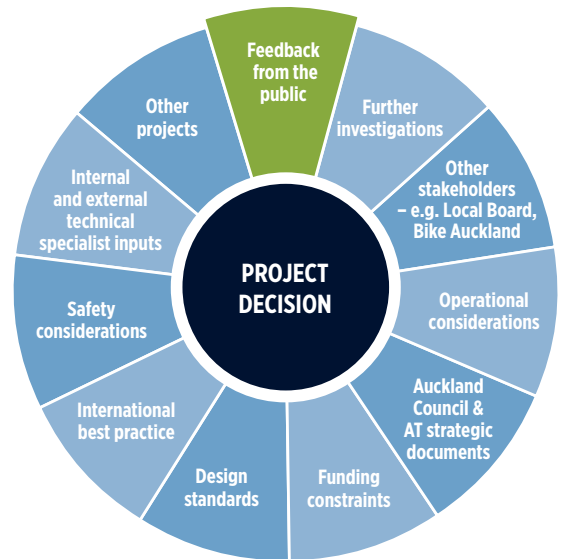 Feedback
from the
public
Further
investigations
Other
stakeholders
– e.g. Local Board,
Bike Auckland
Operational
considerations
Auckland
Council &
AT strategic
documents
Funding
constraints
Design
standards
International
best practice
Safety
considerations
Internal
and external
technical
specialist inputs
Other
projects
PROJECT
DECISION